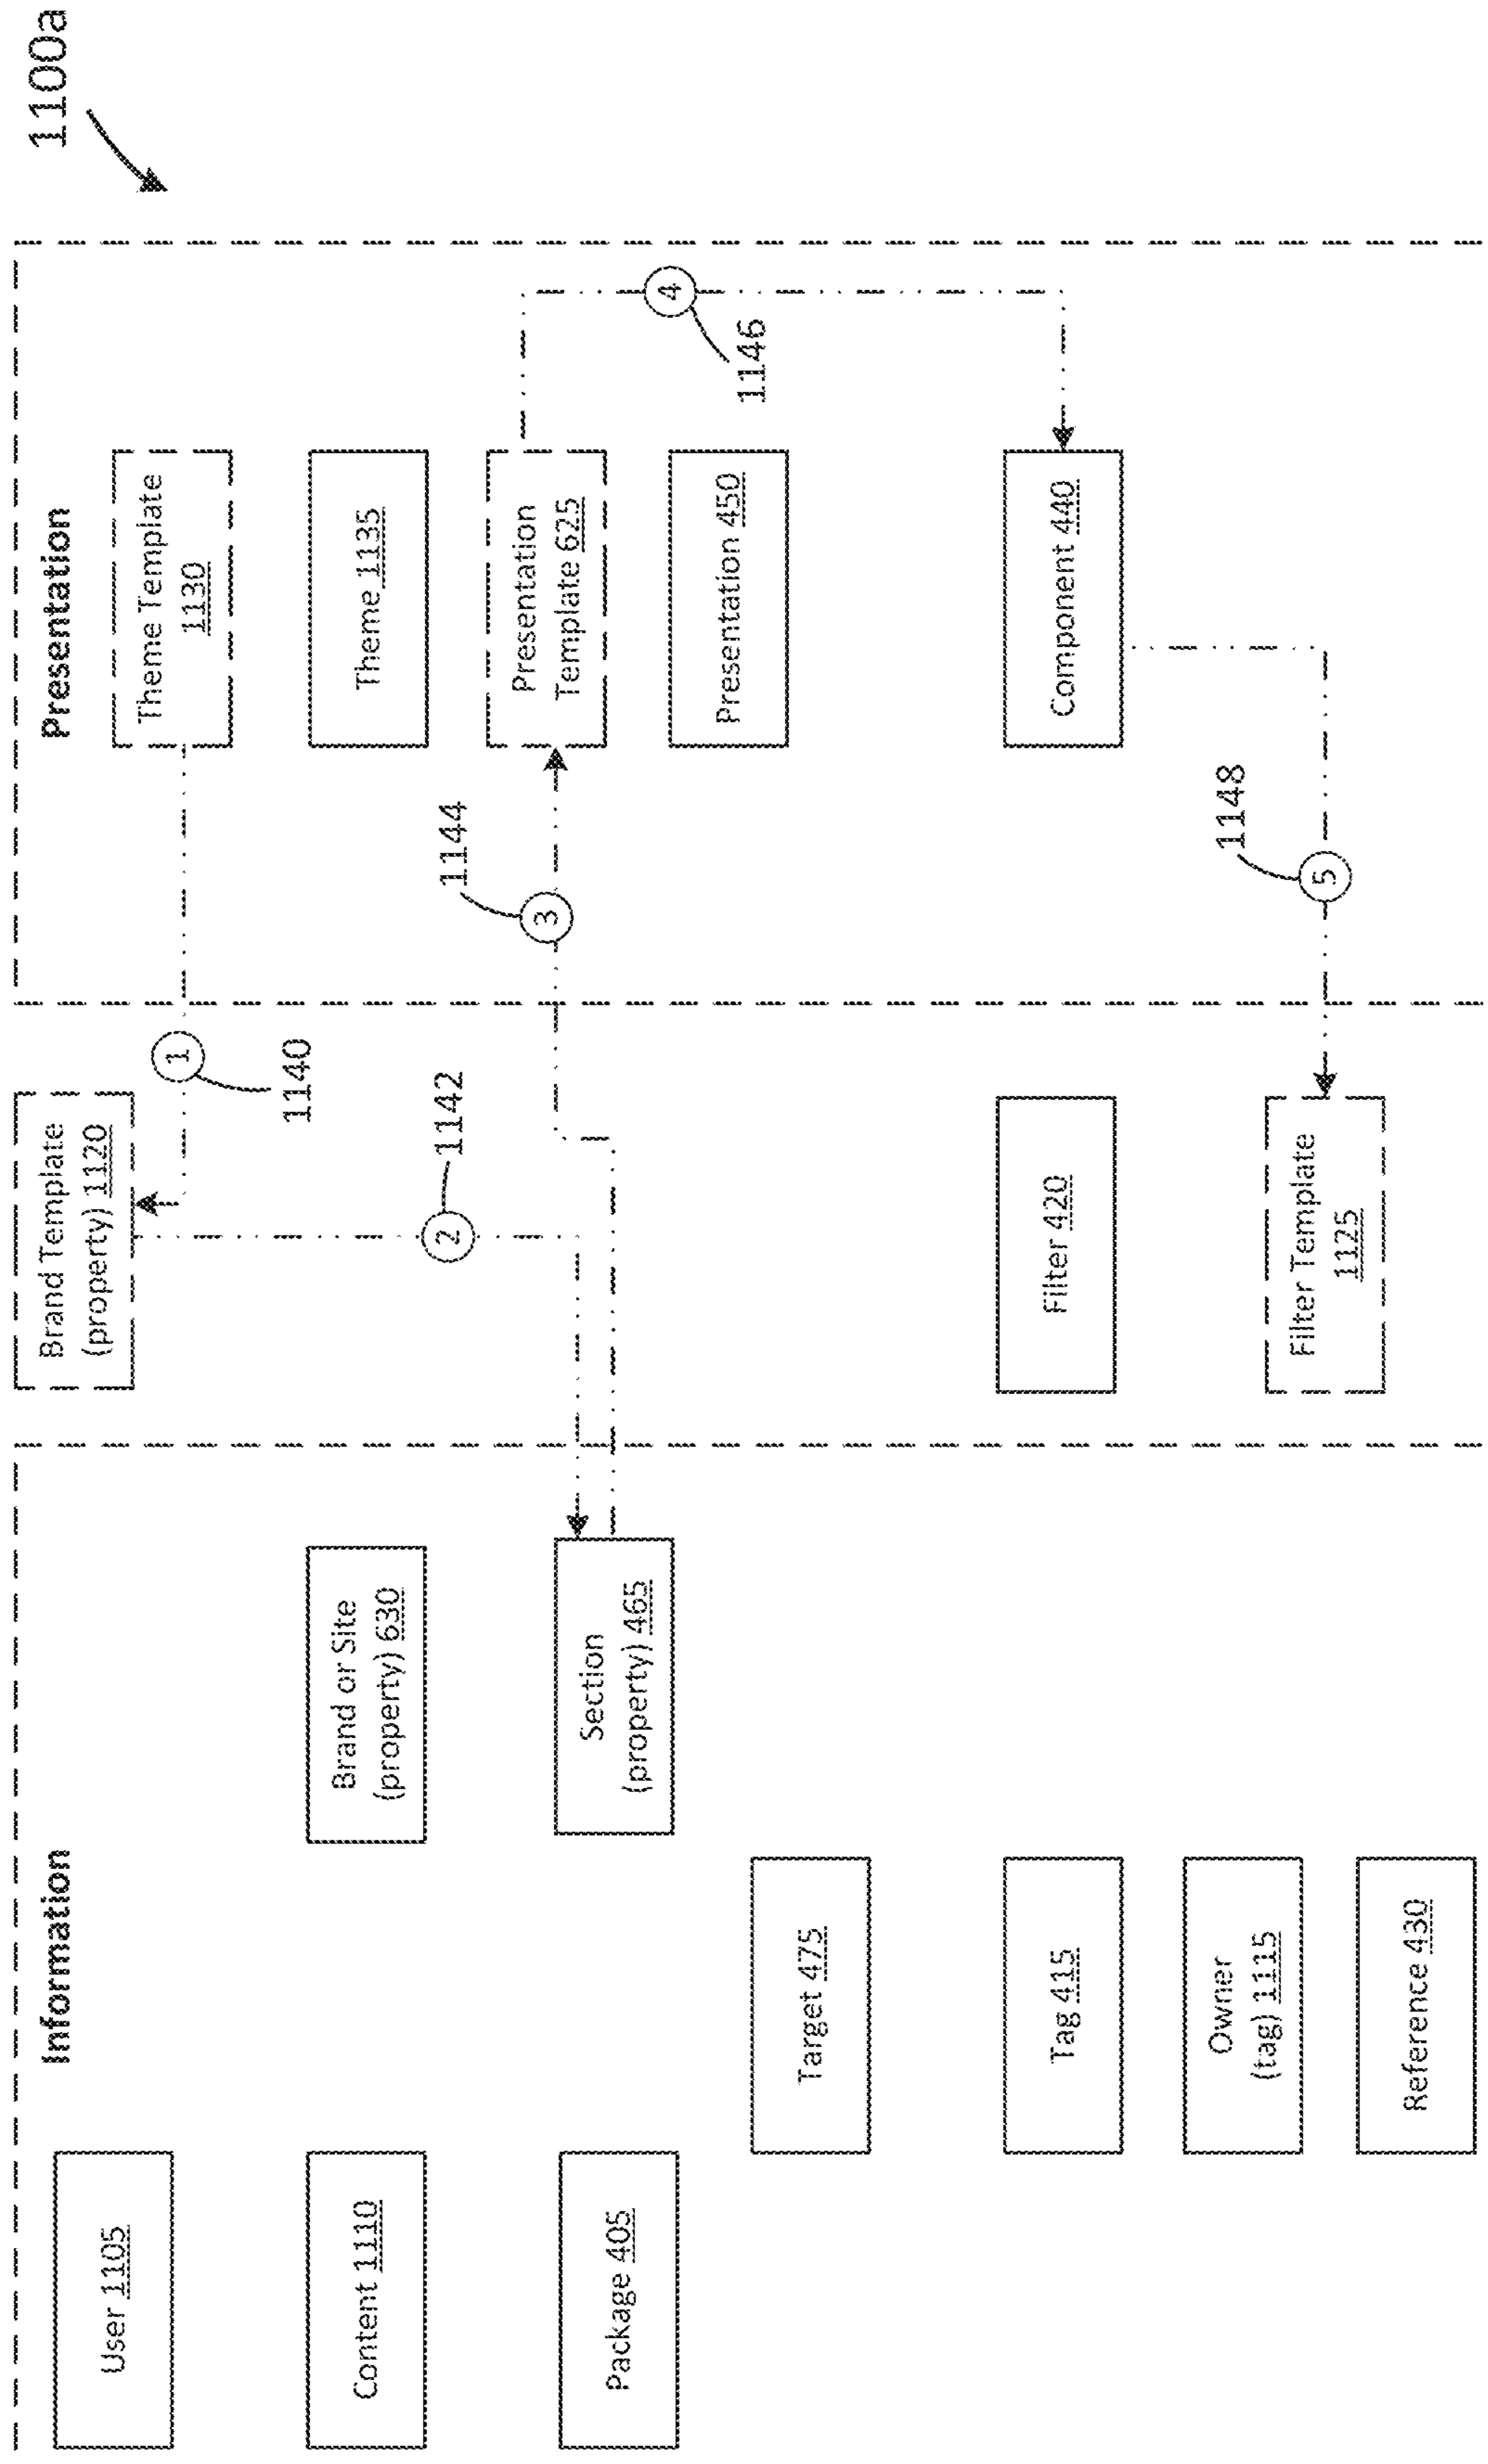 1100a
Information
Presentation
User 1105
Content 1110
Package 405
Brand or Site
(property) 630
Section
(property) 465
Target 475
Tag 415
Owner
(tag) 1115
Reference 430
Brand Template
(property) 1120
1
1140
2
1142
Filter 420
Filter Template
1125
Theme Template
1130
Theme 1135
Presentation
Template 625
Presentation 450
Component 440
3
1144
4
1146
5
1148